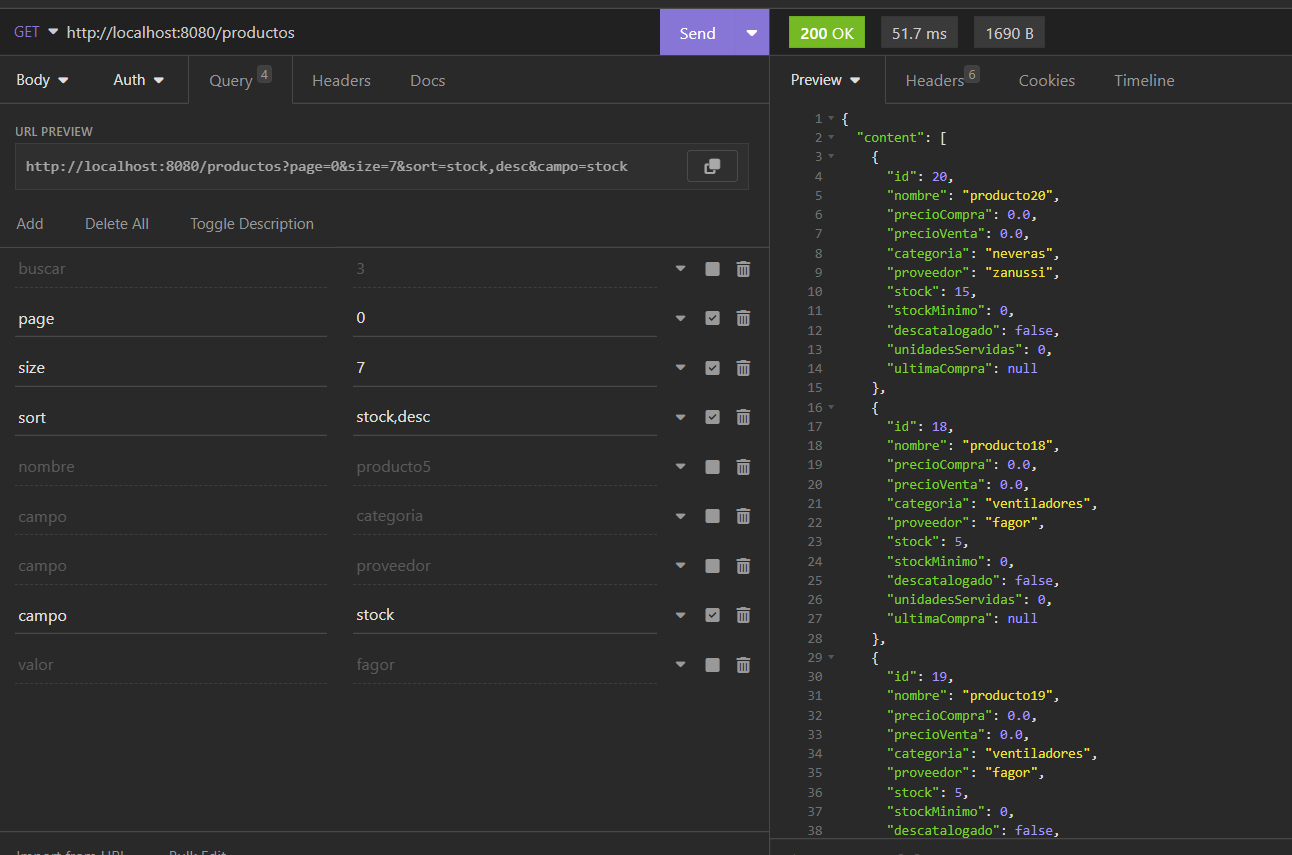 GET http://localhost:8080/productos Send
200 OK 51.7 ms 1690 B
Body Auth Query 4 Headers Docs
Preview Headers 6 Cookies Timeline
URL PREVIEW
http://localhost:8080/productos?page=0&size=7&sort=stock,desc&campo=stock
Add Delete All Toggle Description
buscar 3
page 0
size 7
sort stock,desc
nombre producto5
campo categoria
campo proveedor
campo stock
valor fagor
Import from URL Bulk Edit
1 {
2 "content": [
3 {
4 "id": 20,
5 "nombre": "producto20",
6 "precioCompra": 0.0,
7 "precioVenta": 0.0,
8 "categoria": "neveras",
9 "proveedor": "zanussi",
10 "stock": 15,
11 "stockMinimo": 0,
12 "descatalogado": false,
13 "unidadesServidas": 0,
14 "ultimaCompra": null
15 },
16 {
17 "id": 18,
18 "nombre": "producto18",
19 "precioCompra": 0.0,
20 "precioVenta": 0.0,
21 "categoria": "ventiladores",
22 "proveedor": "fagor",
23 "stock": 5,
24 "stockMinimo": 0,
25 "descatalogado": false,
26 "unidadesServidas": 0,
27 "ultimaCompra": null
28 },
29 {
30 "id": 19,
31 "nombre": "producto19",
32 "precioCompra": 0.0,
33 "precioVenta": 0.0,
34 "categoria": "ventiladores",
35 "proveedor": "fagor",
36 "stock": 5,
37 "stockMinimo": 0,
38 "descatalogado": false,